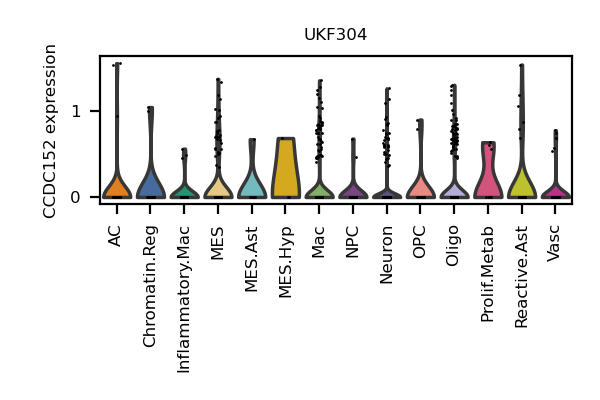 UKF304
CCDC152 expression
1
0
AC
Chromatin.Reg
Inflammatory.Mac
MES
MES.Ast
MES.Hyp
Mac
NPC
Neuron
OPC
Oligo
Prolif.Metab
Reactive.Ast
Vasc